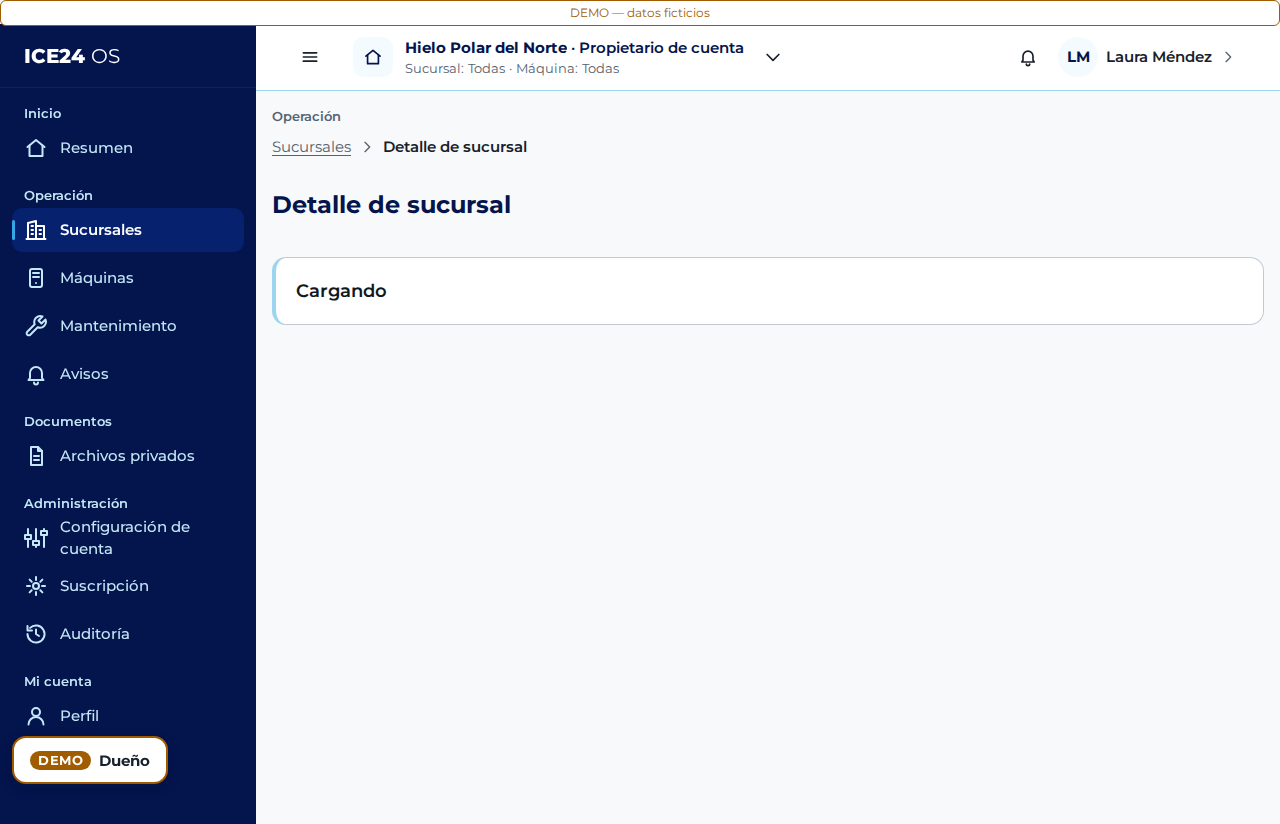 DEMO — datos ficticios
ICE24 OS
Hielo Polar del Norte · Propietario de cuenta
Sucursal: Todas · Máquina: Todas
LM Laura Méndez
Inicio
Resumen
Operación
Sucursales
Máquinas
Mantenimiento
Avisos
Documentos
Archivos privados
Administración
Configuración de
cuenta
Suscripción
Auditoría
Mi cuenta
Perfil
DEMO Dueño
Operación
Sucursales > Detalle de sucursal
Detalle de sucursal
Cargando